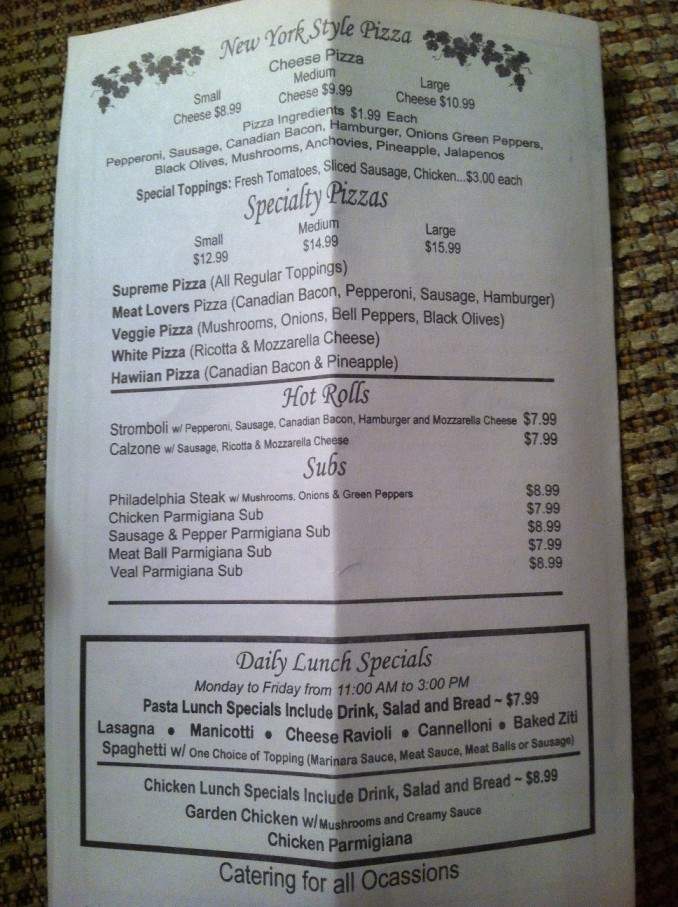 New York Style Pizza
Cheese Pizza
Small Medium Large
Cheese $8.99 Cheese $9.99 Cheese $10.99
Pizza Ingredients $1.99 Each
Pepperoni, Sausage, Canadian Bacon, Hamburger, Onions Green Peppers,
Black Olives, Mushrooms, Anchovies, Pineapple, Jalapenos
Special Toppings: Fresh Tomatoes, Sliced Sausage, Chicken...$3.00 each
Specialty Pizzas
Small Medium Large
$12.99 $14.99 $15.99
Supreme Pizza (All Regular Toppings)
Meat Lovers Pizza (Canadian Bacon, Pepperoni, Sausage, Hamburger)
Veggie Pizza (Mushrooms, Onions, Bell Peppers, Black Olives)
White Pizza (Ricotta & Mozzarella Cheese)
Hawiian Pizza (Canadian Bacon & Pineapple)
Hot Rolls
Stromboli w/ Pepperoni, Sausage, Canadian Bacon, Hamburger and Mozzarella Cheese $7.99
Calzone w/ Sausage, Ricotta & Mozzarella Cheese $7.99
Subs
Philadelphia Steak w/ Mushrooms, Onions & Green Peppers $8.99
Chicken Parmigiana Sub $7.99
Sausage & Pepper Parmigiana Sub $8.99
Meat Ball Parmigiana Sub $7.99
Veal Parmigiana Sub $8.99
Daily Lunch Specials
Monday to Friday from 11:00 AM to 3:00 PM
Pasta Lunch Specials Include Drink, Salad and Bread ~ $7.99
Lasagna • Manicotti • Cheese Ravioli • Cannelloni • Baked Ziti
Spaghetti w/ One Choice of Topping (Marinara Sauce, Meat Sauce, Meat Balls or Sausage)
Chicken Lunch Specials Include Drink, Salad and Bread ~ $8.99
Garden Chicken w/Mushrooms and Creamy Sauce
Chicken Parmigiana
Catering for all Ocassions